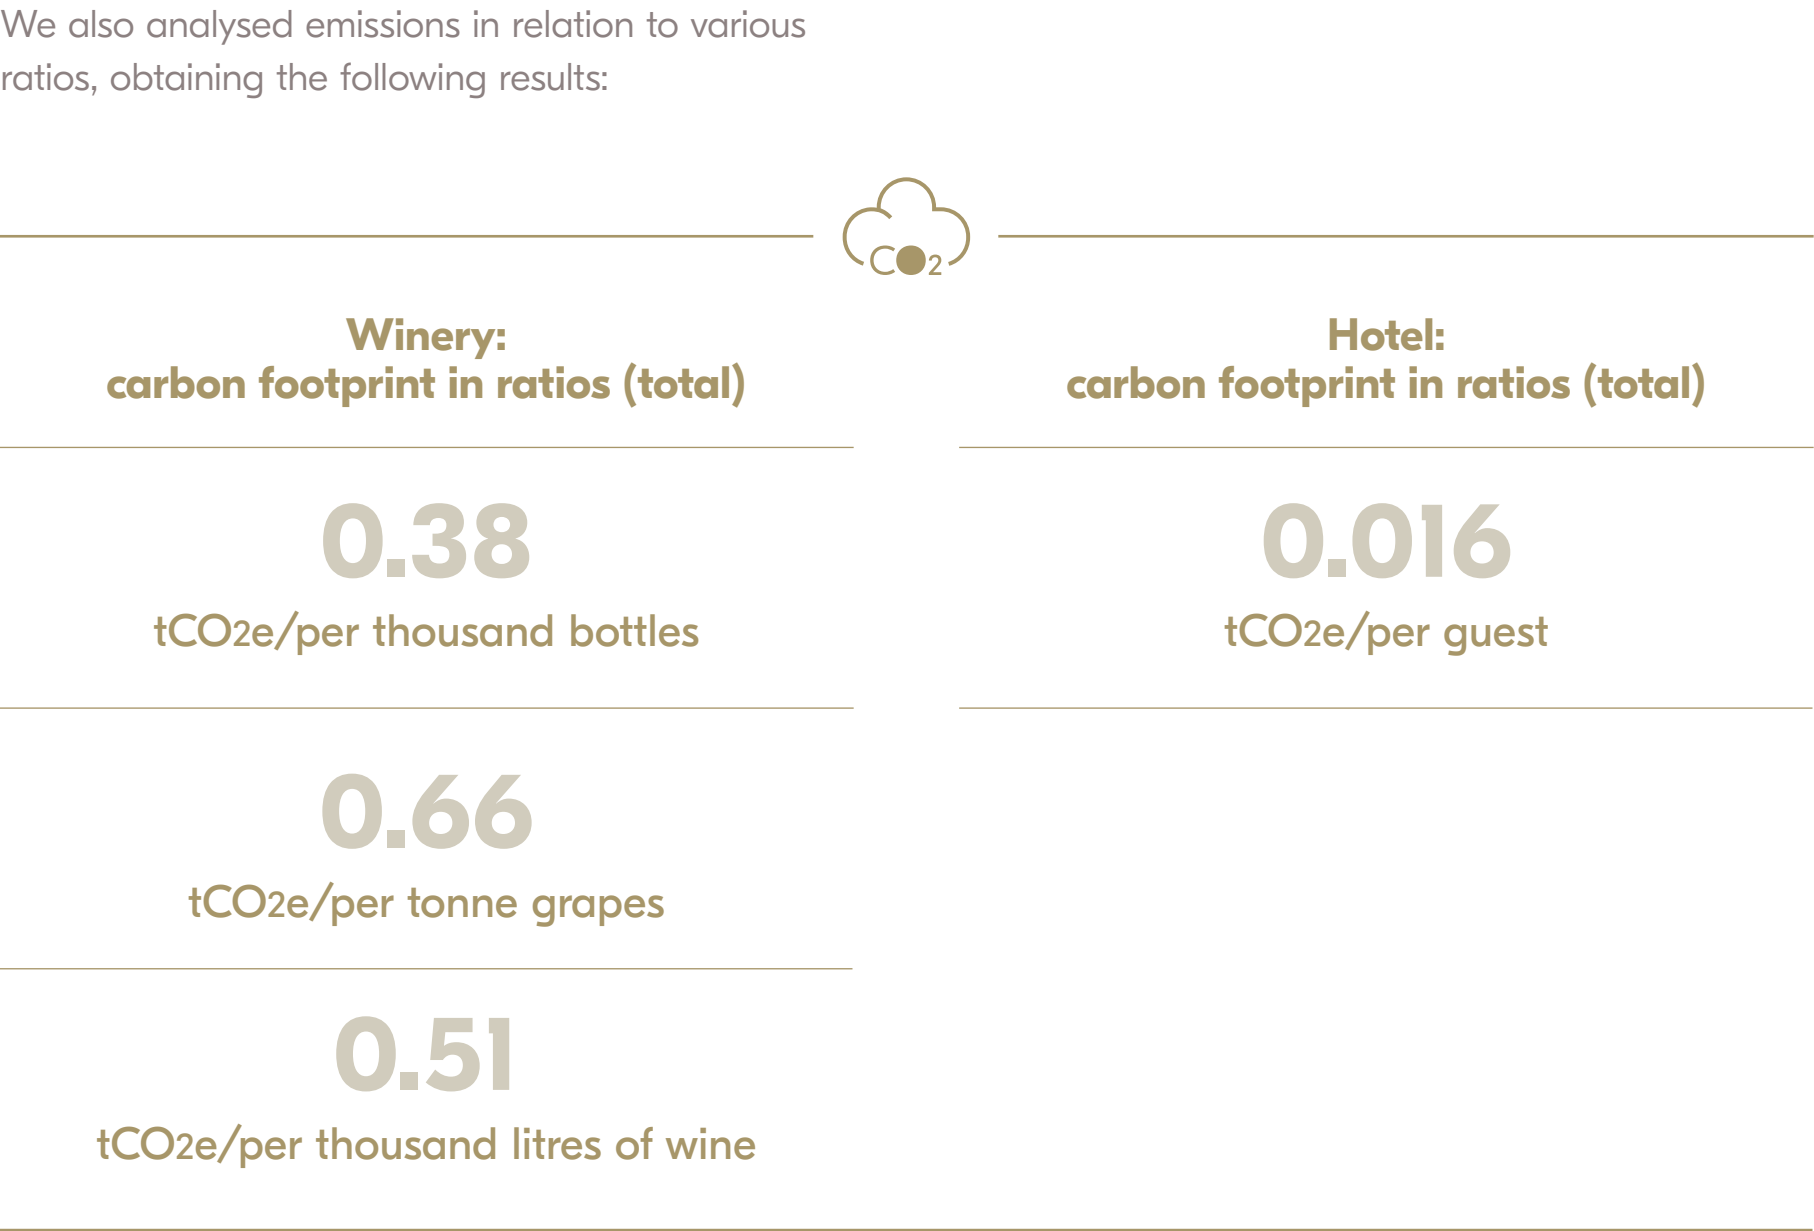 We also analysed emissions in relation to various
ratios, obtaining the following results:
CO2
Winery:
carbon footprint in ratios (total)
0.38
tCO2e/per thousand bottles
0.66
tCO2e/per tonne grapes
0.51
tCO2e/per thousand litres of wine
Hotel:
carbon footprint in ratios (total)
0.016
tCO2e/per guest